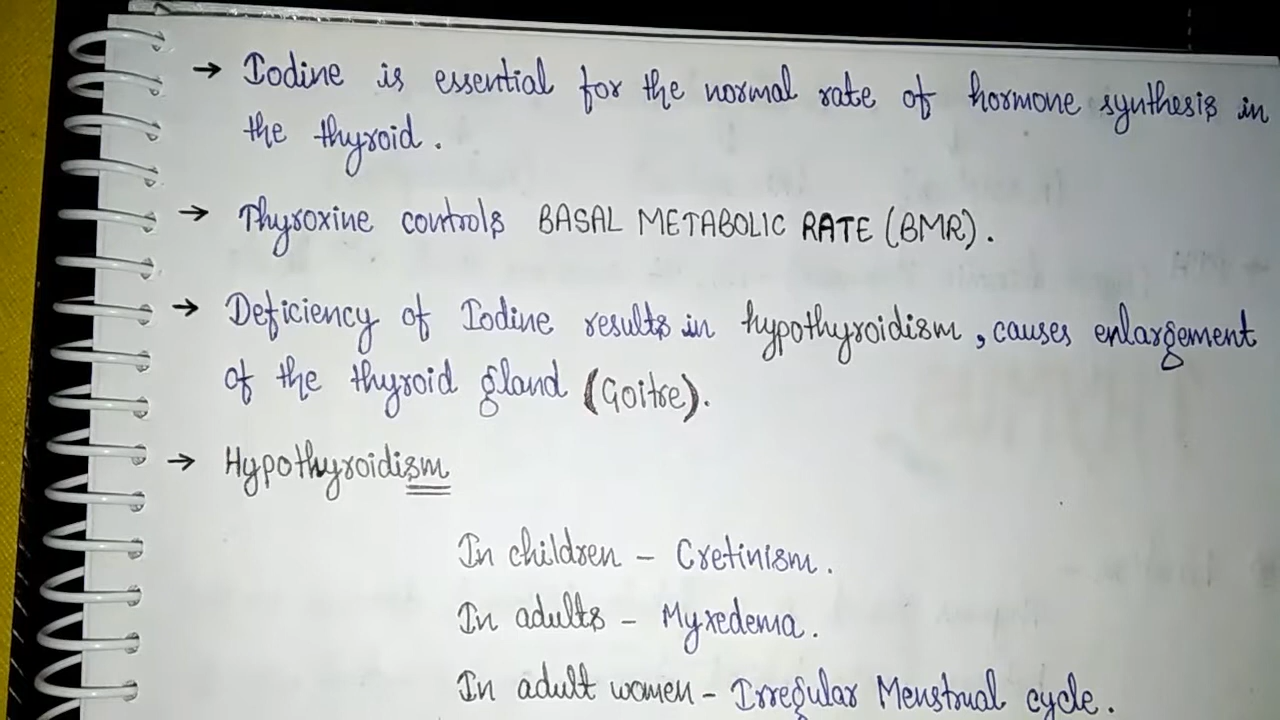 → Iodine is essential for the normal rate of hormone synthesis in
the thyroid.
→ Thyroxine controls BASAL METABOLIC RATE (BMR).
→ Deficiency of Iodine results in hypothyroidism, causes enlargement
of the thyroid gland (Goitre).
→ Hypothyroidism
In children - Cretinism.
In adults - Myxedema.
In adult women - Irregular Menstrual cycle.